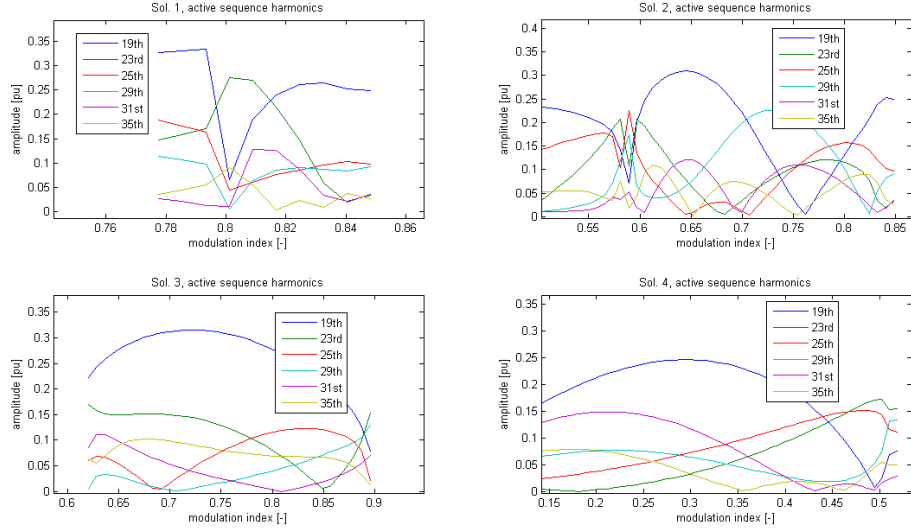 Sol. 1, active sequence harmonics
0.35
0.3
0.25
0.2
0.15
0.1
0.05
0
amplitude [pu]
19th
23rd
25th
29th
31st
35th
0.76
0.78
0.8
0.82
0.84
0.86
modulation index [-]
Sol. 2, active sequence harmonics
0.4
0.35
0.3
0.25
0.2
0.15
0.1
0.05
0
amplitude [pu]
19th
23rd
25th
29th
31st
35th
0.55
0.6
0.65
0.7
0.75
0.8
0.85
modulation index [-]
Sol. 3, active sequence harmonics
0.35
0.3
0.25
0.2
0.15
0.1
0.05
0
amplitude [pu]
19th
23rd
25th
29th
31st
35th
0.6
0.65
0.7
0.75
0.8
0.85
0.9
modulation index [-]
Sol. 4, active sequence harmonics
0.35
0.3
0.25
0.2
0.15
0.1
0.05
0
amplitude [pu]
19th
23rd
25th
29th
31st
35th
0.15
0.2
0.25
0.3
0.35
0.4
0.45
0.5
modulation index [-]